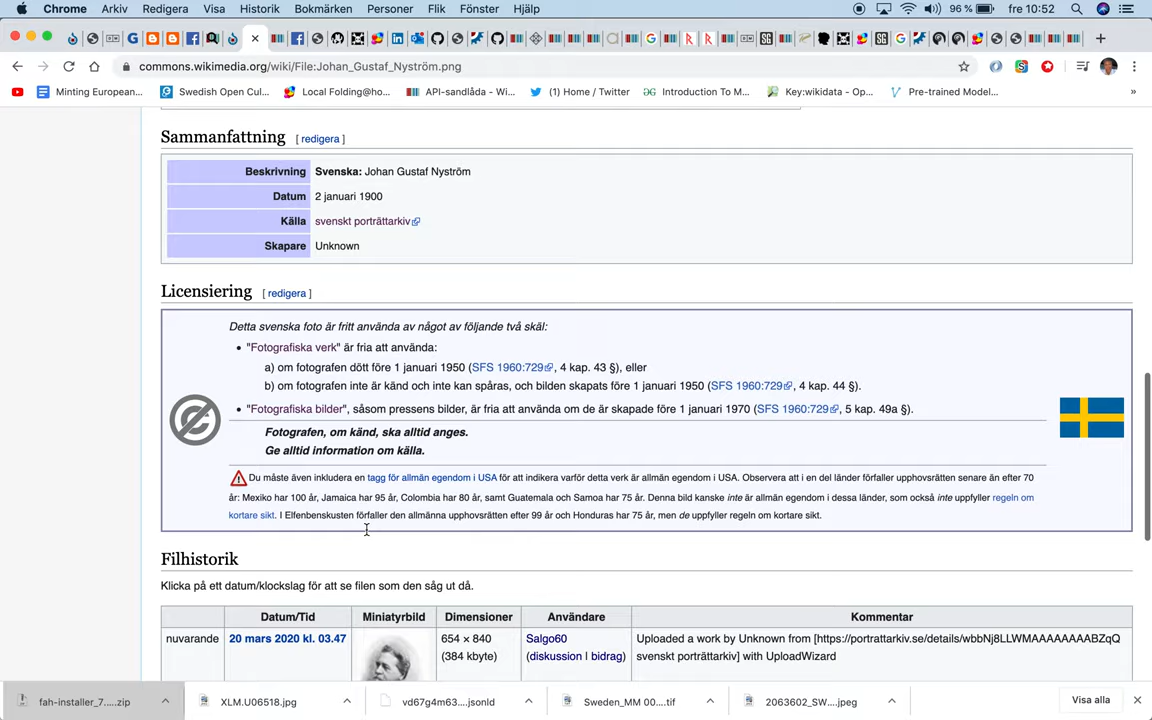 Chrome Arkiv Redigera Visa Historik Bokmärken Personer Flik Fönster Hjälp 96 % fre 10:52
commons.wikimedia.org/wiki/File:Johan_Gustaf_Nyström.png
Minting European... Swedish Open Cul... Local Folding@ho... API-sandlåda - Wi... (1) Home / Twitter Introduction To M... Key:wikidata - Op... Pre-trained Model... »
Sammanfattning [ redigera ]
Beskrivning Svenska: Johan Gustaf Nyström
Datum 2 januari 1900
Källa svenskt porträttarkiv
Skapare Unknown
Licensiering [ redigera ]
Detta svenska foto är fritt använda av något av följande två skäl:
• "Fotografiska verk" är fria att använda:
a) om fotografen dött före 1 januari 1950 (SFS 1960:729, 4 kap. 43 §), eller
b) om fotografen inte är känd och inte kan spåras, och bilden skapats före 1 januari 1950 (SFS 1960:729, 4 kap. 44 §).
• "Fotografiska bilder", såsom pressens bilder, är fria att använda om de är skapade före 1 januari 1970 (SFS 1960:729, 5 kap. 49a §).
Fotografen, om känd, ska alltid anges.
Ge alltid information om källa.
Du måste även inkludera en tagg för allmän egendom i USA för att indikera varför detta verk är allmän egendom i USA. Observera att i en del länder förfaller upphovsrätten senare än efter 70
år: Mexiko har 100 år, Jamaica har 95 år, Colombia har 80 år, samt Guatemala och Samoa har 75 år. Denna bild kanske inte är allmän egendom i dessa länder, som också inte uppfyller regeln om
kortare sikt. I Elfenbenskusten förfaller den allmänna upphovsrätten efter 99 år och Honduras har 75 år, men de uppfyller regeln om kortare sikt.
Filhistorik
Klicka på ett datum/klockslag för att se filen som den såg ut då.
Datum/Tid Miniatyrbild Dimensioner Användare Kommentar
nuvarande 20 mars 2020 kl. 03.47 654 × 840 Salgo60 Uploaded a work by Unknown from [https://portrattarkiv.se/details/wbbNj8LLWMAAAAAAABZqQ
(384 kbyte) (diskussion | bidrag) svenskt porträttarkiv] with UploadWizard
fah-installer_7....zip XLM.U06518.jpg vd67g4m63....jsonld Sweden_MM 00....tif 2063602_SW....jpeg Visa alla